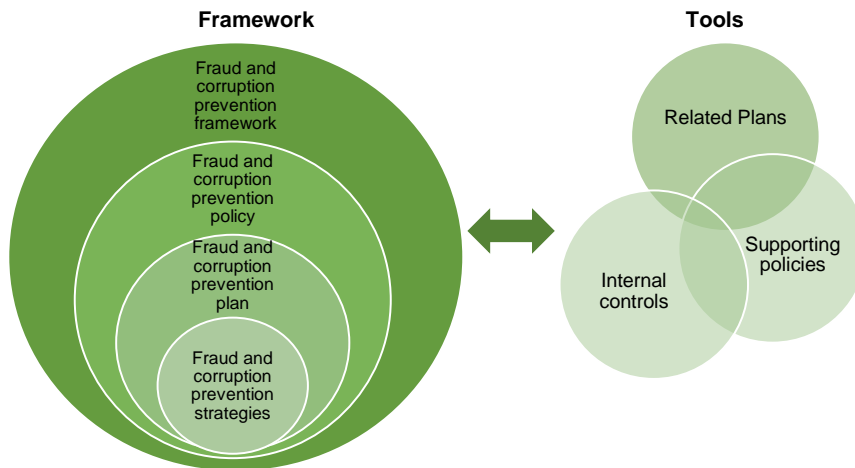 Framework
Fraud and
corruption
prevention
framework
Fraud and
corruption
prevention
policy
Fraud and
corruption
prevention
plan
Fraud and
corruption
prevention
strategies
Tools
Related Plans
Supporting
policies
Internal
controls